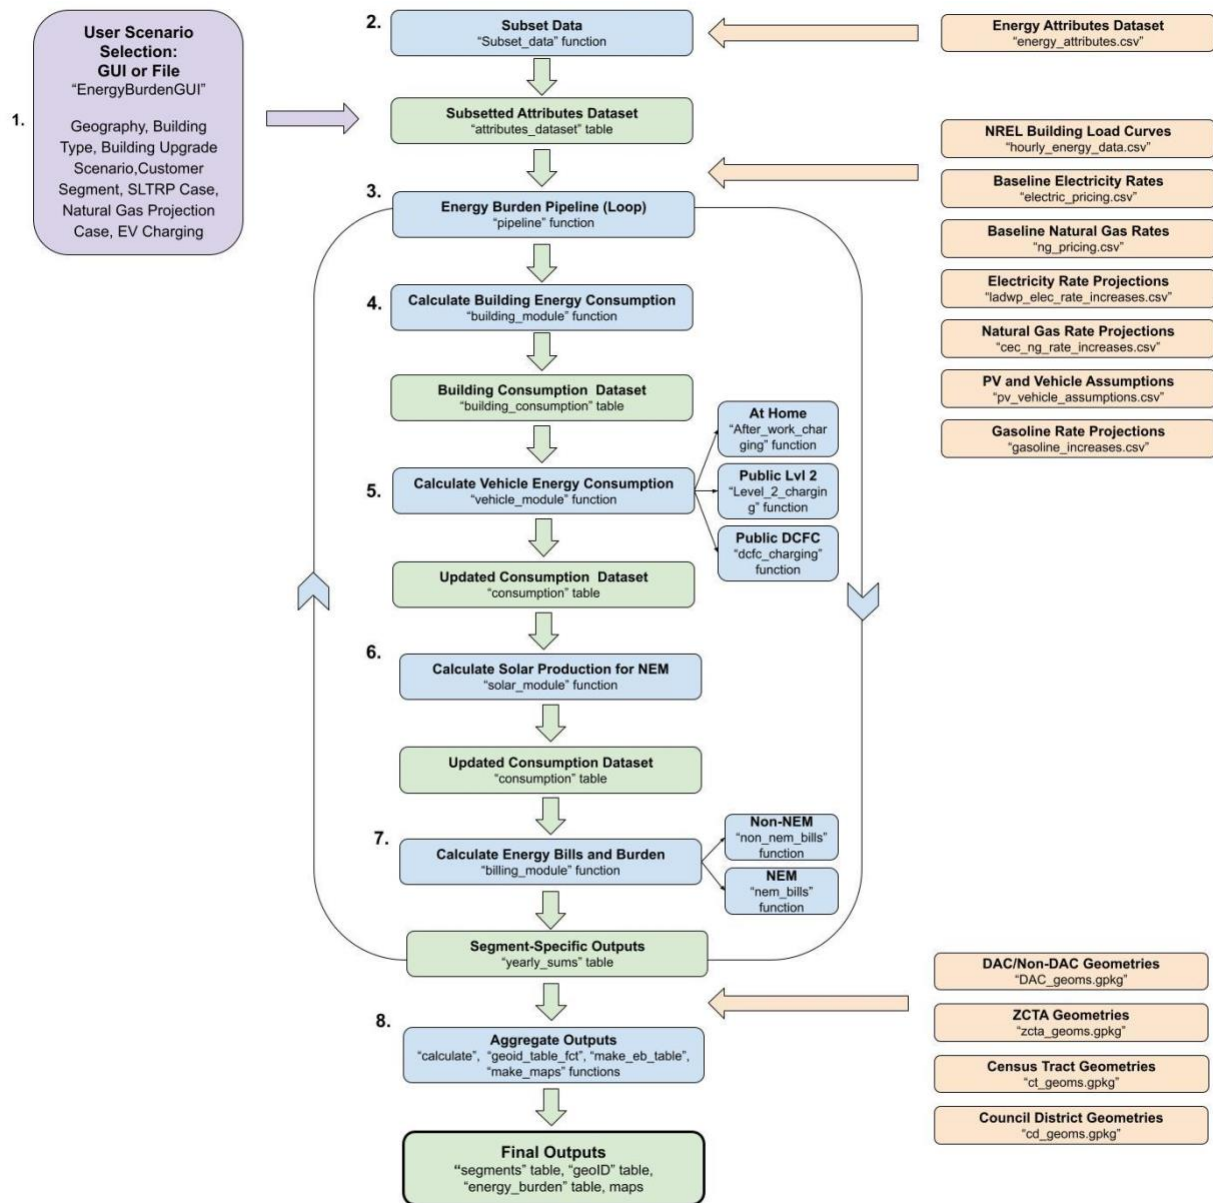 1.
User Scenario
Selection:
GUI or File
“EnergyBurdenGUI”
Geography, Building
Type, Building Upgrade
Scenario,Customer
Segment, SLTRP Case,
Natural Gas Projection
Case, EV Charging
2.
Subset Data
“Subset_data” function
Energy Attributes Dataset
“energy_attributes.csv”
Subsetted Attributes Dataset
“attributes_dataset” table
NREL Building Load Curves
“hourly_energy_data.csv”
Baseline Electricity Rates
“electric_pricing.csv”
Baseline Natural Gas Rates
“ng_pricing.csv”
Electricity Rate Projections
“ladwp_elec_rate_increases.csv”
Natural Gas Rate Projections
“cec_ng_rate_increases.csv”
PV and Vehicle Assumptions
“pv_vehicle_assumptions.csv”
Gasoline Rate Projections
“gasoline_increases.csv”
3.
Energy Burden Pipeline (Loop)
“pipeline” function
4.
Calculate Building Energy Consumption
“building_module” function
Building Consumption  Dataset
“building_consumption” table
5.
Calculate Vehicle Energy Consumption
“vehicle_module” function
At Home
“After_work_char
ging” function
Public Lvl 2
“Level_2_chargin
g” function
Public DCFC
“dcfc_charging”
function
Updated Consumption  Dataset
“consumption” table
6.
Calculate Solar Production for NEM
“solar_module” function
Updated Consumption Dataset
“consumption” table
7.
Calculate Energy Bills and Burden
“billing_module” function
Non-NEM
“non_nem_bills”
function
NEM
“nem_bills”
function
Segment-Specific Outputs
“yearly_sums” table
DAC/Non-DAC Geometries
“DAC_geoms.gpkg”
ZCTA Geometries
“zcta_geoms.gpkg”
Census Tract Geometries
“ct_geoms.gpkg”
Council District Geometries
“cd_geoms.gpkg”
8.
Aggregate Outputs
“calculate”,  “geoid_table_fct”, “make_eb_table”,
“make_maps” functions
Final Outputs
“segments” table, “geoID” table,
“energy_burden” table, maps